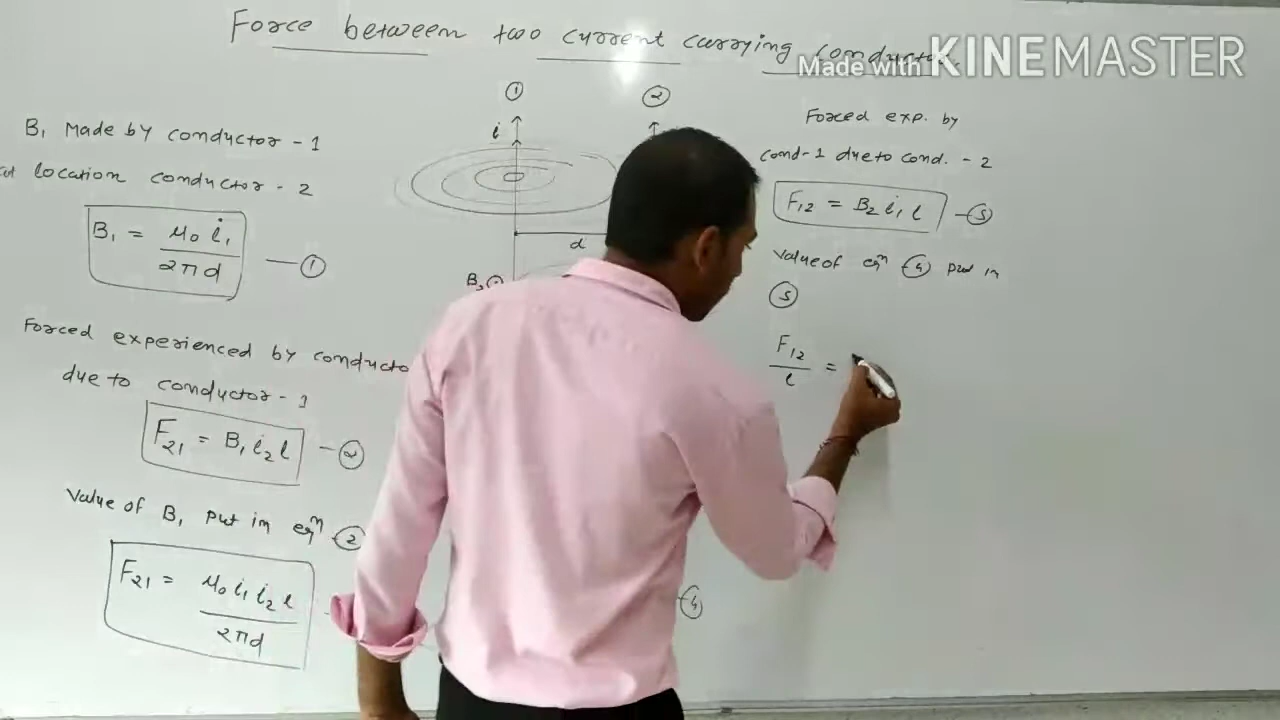 Force between two current carrying conductor.
Made with KINEMASTER
B₁ Made by conductor - 1
at location conductor - 2
B₁ = μ₀ i₁ / 2πd — ①
Forced experienced by conducto
due to conductor - 1
F₂₁ = B₁ i₂ l — ②
Value of B₁ put in eqⁿ ②
F₂₁ = μ₀ i₁ i₂ l / 2πd
① ②
i
d
B₂
④
Forced exp. by
cond-1 due to cond. - 2
F₁₂ = B₂ i₁ l — ⑤
Value of eqⁿ ④ put in
⑤
F₁₂ / l =